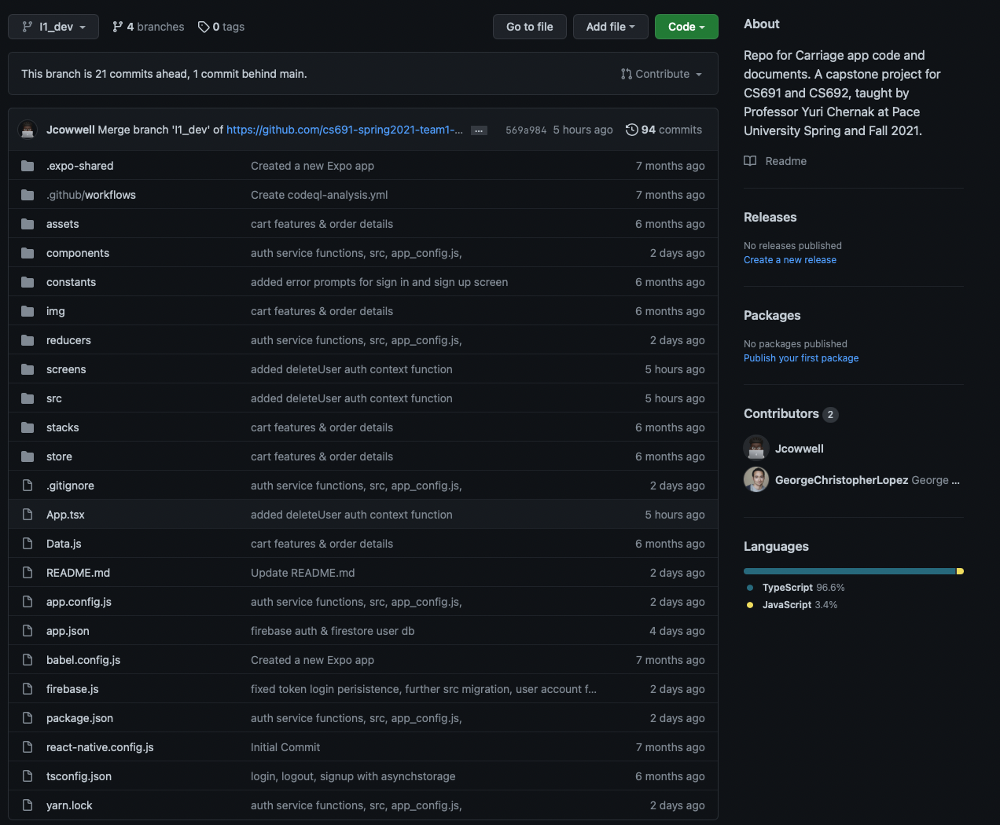 l1_dev
4 branches
0 tags
Go to file
Add file
Code
This branch is 21 commits ahead, 1 commit behind main.
Contribute
Jcowwell Merge branch 'l1_dev' of https://github.com/cs691-spring2021-team1-... ... 569a984 5 hours ago 94 commits
.expo-shared Created a new Expo app 7 months ago
.github/workflows Create codeql-analysis.yml 7 months ago
assets cart features & order details 6 months ago
components auth service functions, src, app_config.js, 2 days ago
constants added error prompts for sign in and sign up screen 6 months ago
img cart features & order details 6 months ago
reducers auth service functions, src, app_config.js, 2 days ago
screens added deleteUser auth context function 5 hours ago
src added deleteUser auth context function 5 hours ago
stacks cart features & order details 6 months ago
store cart features & order details 6 months ago
.gitignore auth service functions, src, app_config.js, 2 days ago
App.tsx added deleteUser auth context function 5 hours ago
Data.js cart features & order details 6 months ago
README.md Update README.md 2 days ago
app.config.js auth service functions, src, app_config.js, 2 days ago
app.json firebase auth & firestore user db 4 days ago
babel.config.js Created a new Expo app 7 months ago
firebase.js fixed token login perisistence, further src migration, user account f... 2 days ago
package.json auth service functions, src, app_config.js, 2 days ago
react-native.config.js Initial Commit 7 months ago
tsconfig.json login, logout, signup with asynchstorage 6 months ago
yarn.lock auth service functions, src, app_config.js, 2 days ago
About
Repo for Carriage app code and
documents. A capstone project for
CS691 and CS692, taught by
Professor Yuri Chernak at Pace
University Spring and Fall 2021.
Readme
Releases
No releases published
Create a new release
Packages
No packages published
Publish your first package
Contributors 2
Jcowwell
GeorgeChristopherLopez George ...
Languages
TypeScript 96.6%
JavaScript 3.4%